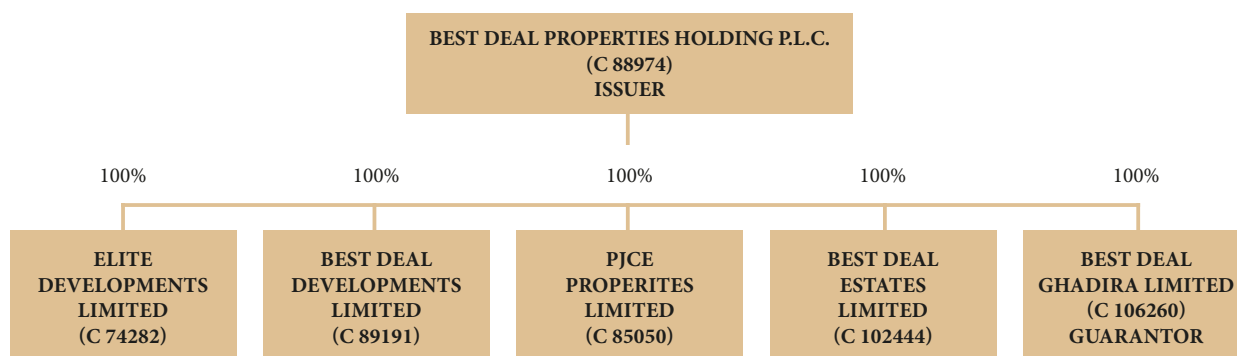 BEST DEAL PROPERTIES HOLDING P.L.C.
(C 88974)
ISSUER
100%
100%
100%
100%
100%
ELITE
DEVELOPMENTS
LIMITED
(C 74282)
BEST DEAL
DEVELOPMENTS
LIMITED
(C 89191)
PJCE
PROPERITES
LIMITED
(C 85050)
BEST DEAL
ESTATES
LIMITED
(C 102444)
BEST DEAL
GHADIRA LIMITED
(C 106260)
GUARANTOR